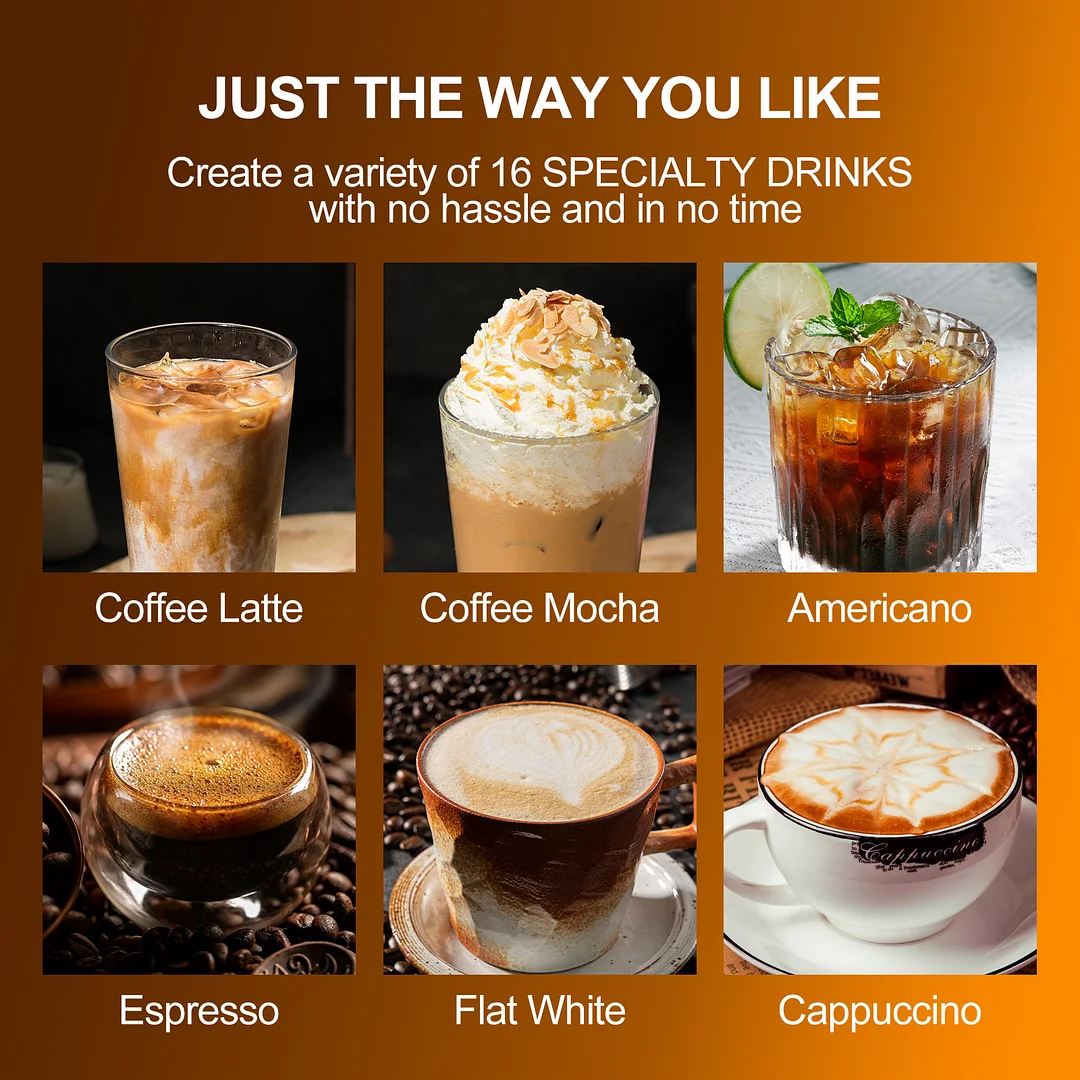 JUST THE WAY YOU LIKE
Create a variety of 16 SPECIALTY DRINKS
with no hassle and in no time
Coffee Latte
Coffee Mocha
Americano
Espresso
Flat White
Cappuccino
Cappuccino